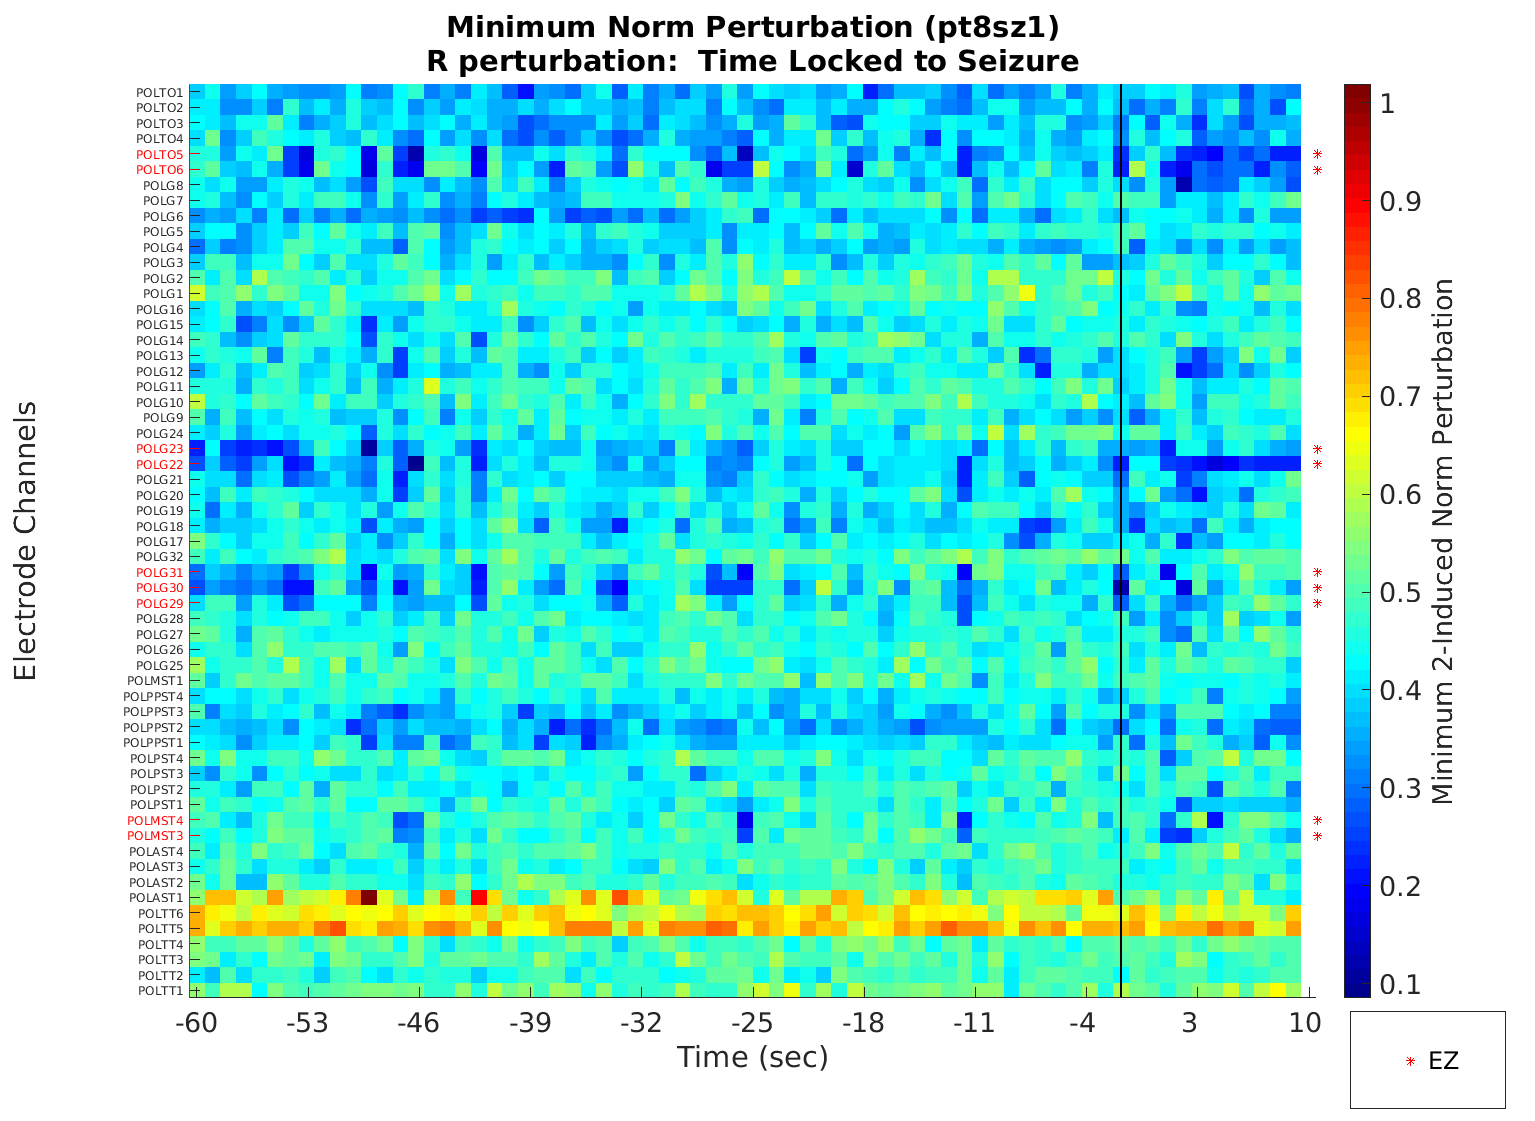 Minimum Norm Perturbation (pt8sz1)
R perturbation:  Time Locked to Seizure
Electrode Channels
POLTO1
POLTO2
POLTO3
POLTO4
POLTO5
POLTO6
POLG8
POLG7
POLG6
POLG5
POLG4
POLG3
POLG2
POLG1
POLG16
POLG15
POLG14
POLG13
POLG12
POLG11
POLG10
POLG9
POLG24
POLG23
POLG22
POLG21
POLG20
POLG19
POLG18
POLG17
POLG32
POLG31
POLG30
POLG29
POLG28
POLG27
POLG26
POLG25
POLMST1
POLPPST4
POLPPST3
POLPPST2
POLPPST1
POLPST4
POLPST3
POLPST2
POLPST1
POLMST4
POLMST3
POLAST4
POLAST3
POLAST2
POLAST1
POLTT6
POLTT5
POLTT4
POLTT3
POLTT2
POLTT1
-60 -53 -46 -39 -32 -25 -18 -11 -4 3 10
Time (sec)
1
0.9
0.8
0.7
0.6
0.5
0.4
0.3
0.2
0.1
Minimum 2-Induced Norm Perturbation
EZ